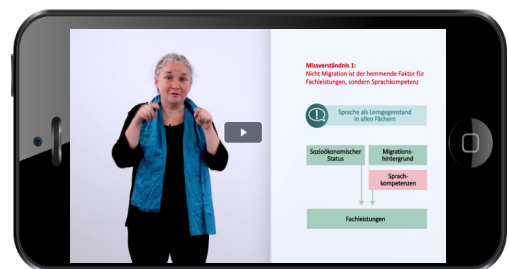 Missverständnis 1:
Nicht Migration ist der hemmende Faktor für
Fachleistungen, sondern Sprachkompetenz
Sprache als Lerngegenstand
in allen Fächern
Sozioökonomischer
Status
Migrations-
hintergrund
Sprach-
kompetenzen
Fachleistungen